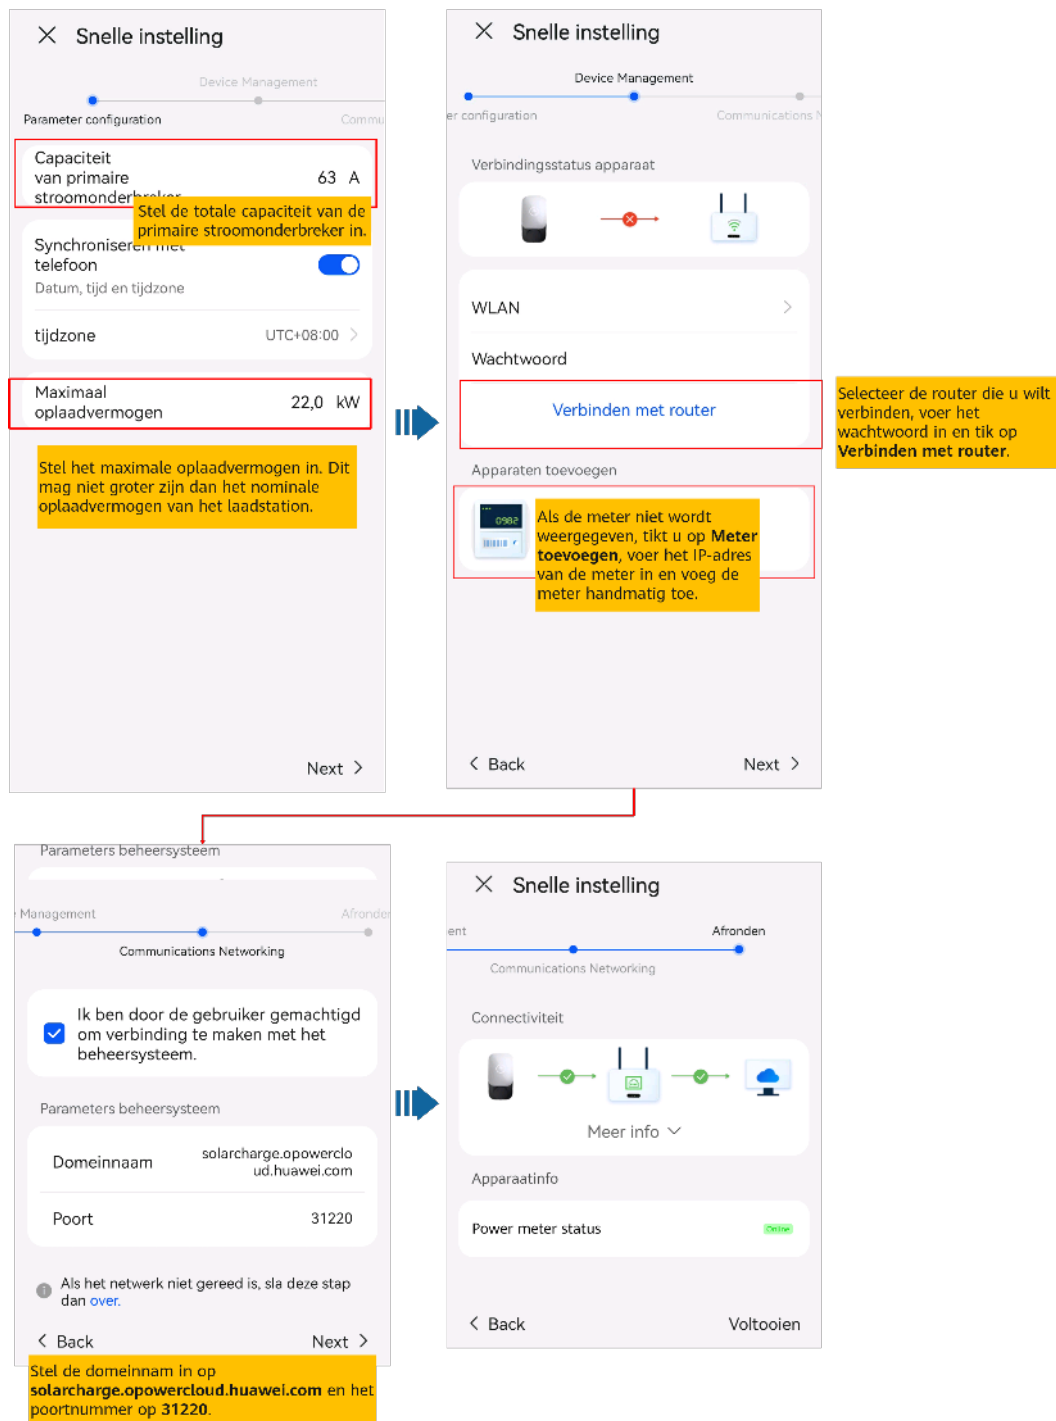 Snelle instelling
Device Management
Parameter configuration
Commu
Capaciteit
van primaire
stroomonderbreker
63 A
Stel de totale capaciteit van de
primaire stroomonderbreker in.
Synchroniseren met
telefoon
Datum, tijd en tijdzone
tijdzone
UTC+08:00
Maximaal
oplaadvermogen
22,0 kW
Stel het maximale oplaadvermogen in. Dit
mag niet groter zijn dan het nominale
oplaadvermogen van het laadstation.
Next
Snelle instelling
Device Management
er configuration
Communications N
Verbindingsstatus apparaat
WLAN
Wachtwoord
Verbinden met router
Selecteer de router die u wilt
verbinden, voer het
wachtwoord in en tik op
Verbinden met router.
Apparaten toevoegen
0982
Als de meter niet wordt
weergegeven, tikt u op Meter
toevoegen, voer het IP-adres
van de meter in en voeg de
meter handmatig toe.
Back
Next
Parameters beheersysteem
Management
Afronden
Communications Networking
Ik ben door de gebruiker gemachtigd
om verbinding te maken met het
beheersysteem.
Parameters beheersysteem
Domeinnaam
solarcharge.opowerclo
ud.huawei.com
Poort
31220
Als het netwerk niet gereed is, sla deze stap
dan over.
Back
Next
Stel de domeinnam in op
solarcharge.opowercloud.huawei.com en het
poortnummer op 31220.
Snelle instelling
ent
Afronden
Communications Networking
Connectiviteit
Meer info
Apparaatinfo
Power meter status
Online
Back
Voltooien